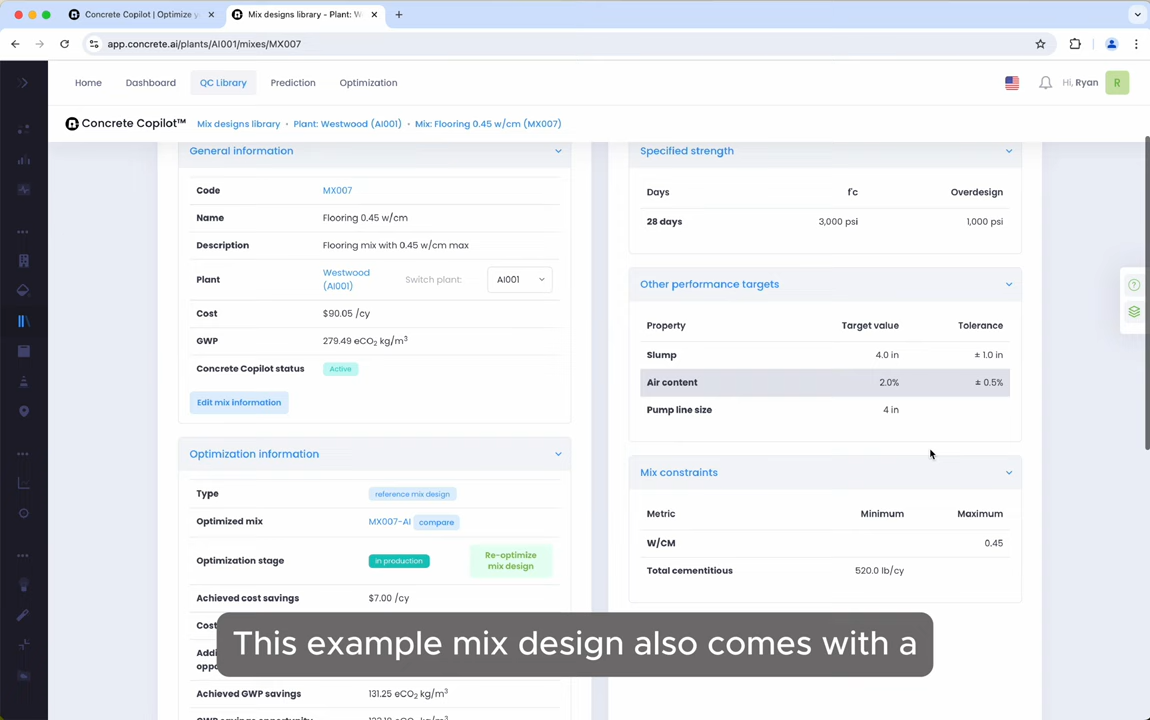 Concrete Copilot | Optimize y
Mix designs library - Plant: W
app.concrete.ai/plants/AI001/mixes/MX007
Home Dashboard QC Library Prediction Optimization Hi, Ryan R
Concrete Copilot™ Mix designs library • Plant: Westwood (AI001) • Mix: Flooring 0.45 w/cm (MX007)
General information
Code MX007
Name Flooring 0.45 w/cm
Description Flooring mix with 0.45 w/cm max
Plant Westwood (AI001) Switch plant: AI001
Cost $90.05 /cy
GWP 279.49 eCO₂ kg/m³
Concrete Copilot status Active
Edit mix information
Optimization information
Type reference mix design
Optimized mix MX007-AI compare
Optimization stage in production Re-optimize mix design
Achieved cost savings $7.00 /cy
Cost
Addi
oppo
Achieved GWP savings 131.25 eCO₂ kg/m³
Specified strength
Days f'c Overdesign
28 days 3,000 psi 1,000 psi
Other performance targets
Property Target value Tolerance
Slump 4.0 in ± 1.0 in
Air content 2.0% ± 0.5%
Pump line size 4 in
Mix constraints
Metric Minimum Maximum
W/CM 0.45
Total cementitious 520.0 lb/cy
This example mix design also comes with a